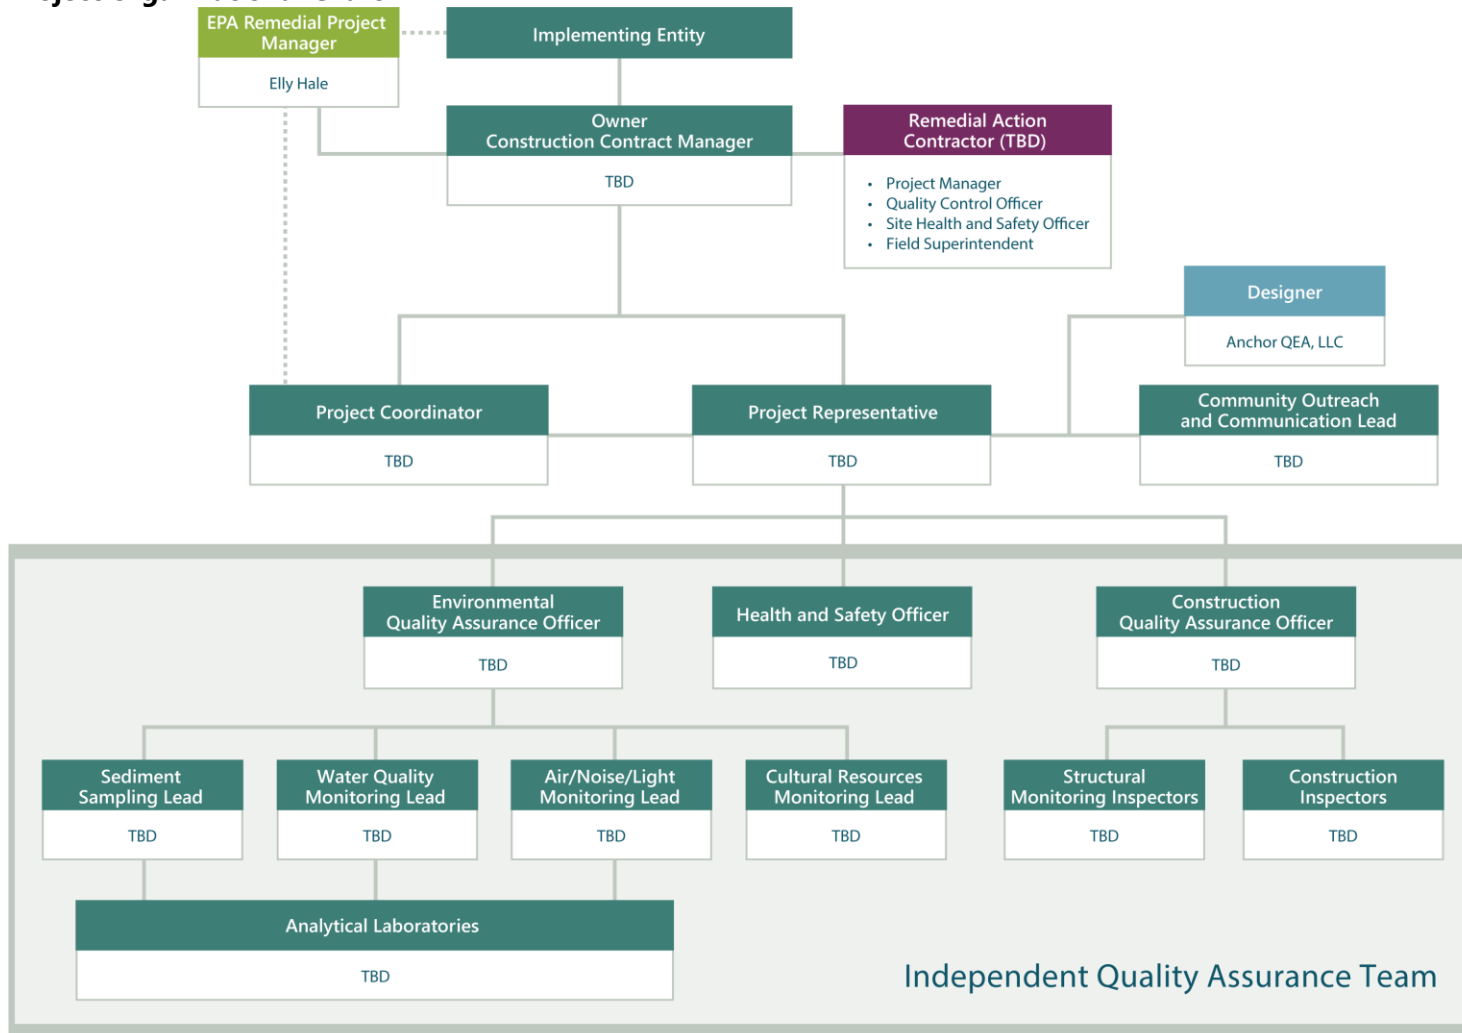 EPA Remedial Project
Manager
Elly Hale
Implementing Entity
Owner
Construction Contract Manager
TBD
Remedial Action
Contractor (TBD)
• Project Manager
• Quality Control Officer
• Site Health and Safety Officer
• Field Superintendent
Designer
Anchor QEA, LLC
Project Coordinator
TBD
Project Representative
TBD
Community Outreach
and Communication Lead
TBD
Environmental
Quality Assurance Officer
TBD
Health and Safety Officer
TBD
Construction
Quality Assurance Officer
TBD
Sediment
Sampling Lead
TBD
Water Quality
Monitoring Lead
TBD
Air/Noise/Light
Monitoring Lead
TBD
Cultural Resources
Monitoring Lead
TBD
Structural
Monitoring Inspectors
TBD
Construction
Inspectors
TBD
Analytical Laboratories
TBD
Independent Quality Assurance Team